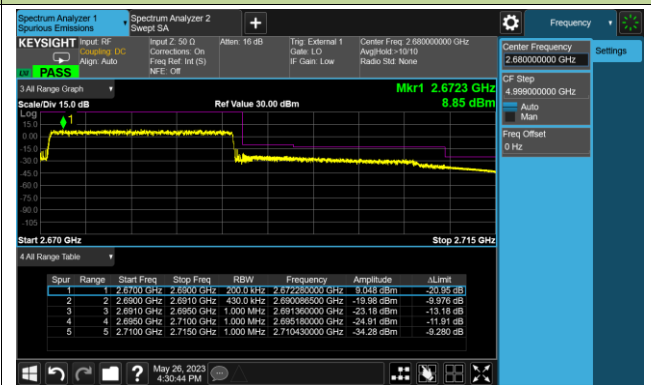 Spectrum Analyzer 1
Spurious Emissions
Spectrum Analyzer 2
Swept SA
Frequency
KEYSIGHT
Input: RF
Coupling: DC
Align: Auto
Input Z: 50 Ω
Corrections: On
Freq Ref: Int (S)
NFE: Off
Atten: 16 dB
Trig: External 1
Gate: LO
IF Gain: Low
Center Freq: 2.680000000 GHz
Avg|Hold:>10/10
Radio Std: None
PASS
Center Frequency
2.680000000 GHz
Settings
CF Step
4.999000000 GHz
Auto
Man
Freq Offset
0 Hz
3 All Range Graph
Mkr1 2.6723 GHz
8.85 dBm
Scale/Div 15.0 dB
Ref Value 30.00 dBm
Log
1
15.0
0.00
-15.0
-30.0
-45.0
-60.0
-75.0
-90.0
-105
Start 2.670 GHz
Stop 2.715 GHz
4 All Range Table
Spur Range Start Freq Stop Freq RBW Frequency Amplitude ΔLimit
1 1 2.6700 GHz 2.6900 GHz 200.0 kHz 2.672280000 GHz 9.048 dBm -20.95 dB
2 2 2.6900 GHz 2.6910 GHz 430.0 kHz 2.690086500 GHz -19.98 dBm -9.976 dB
3 3 2.6910 GHz 2.6950 GHz 1.000 MHz 2.691360000 GHz -23.18 dBm -13.18 dB
4 4 2.6950 GHz 2.7100 GHz 1.000 MHz 2.695180000 GHz -24.91 dBm -11.91 dB
5 5 2.7100 GHz 2.7150 GHz 1.000 MHz 2.710430000 GHz -34.28 dBm -9.280 dB
May 26, 2023
4:30:44 PM